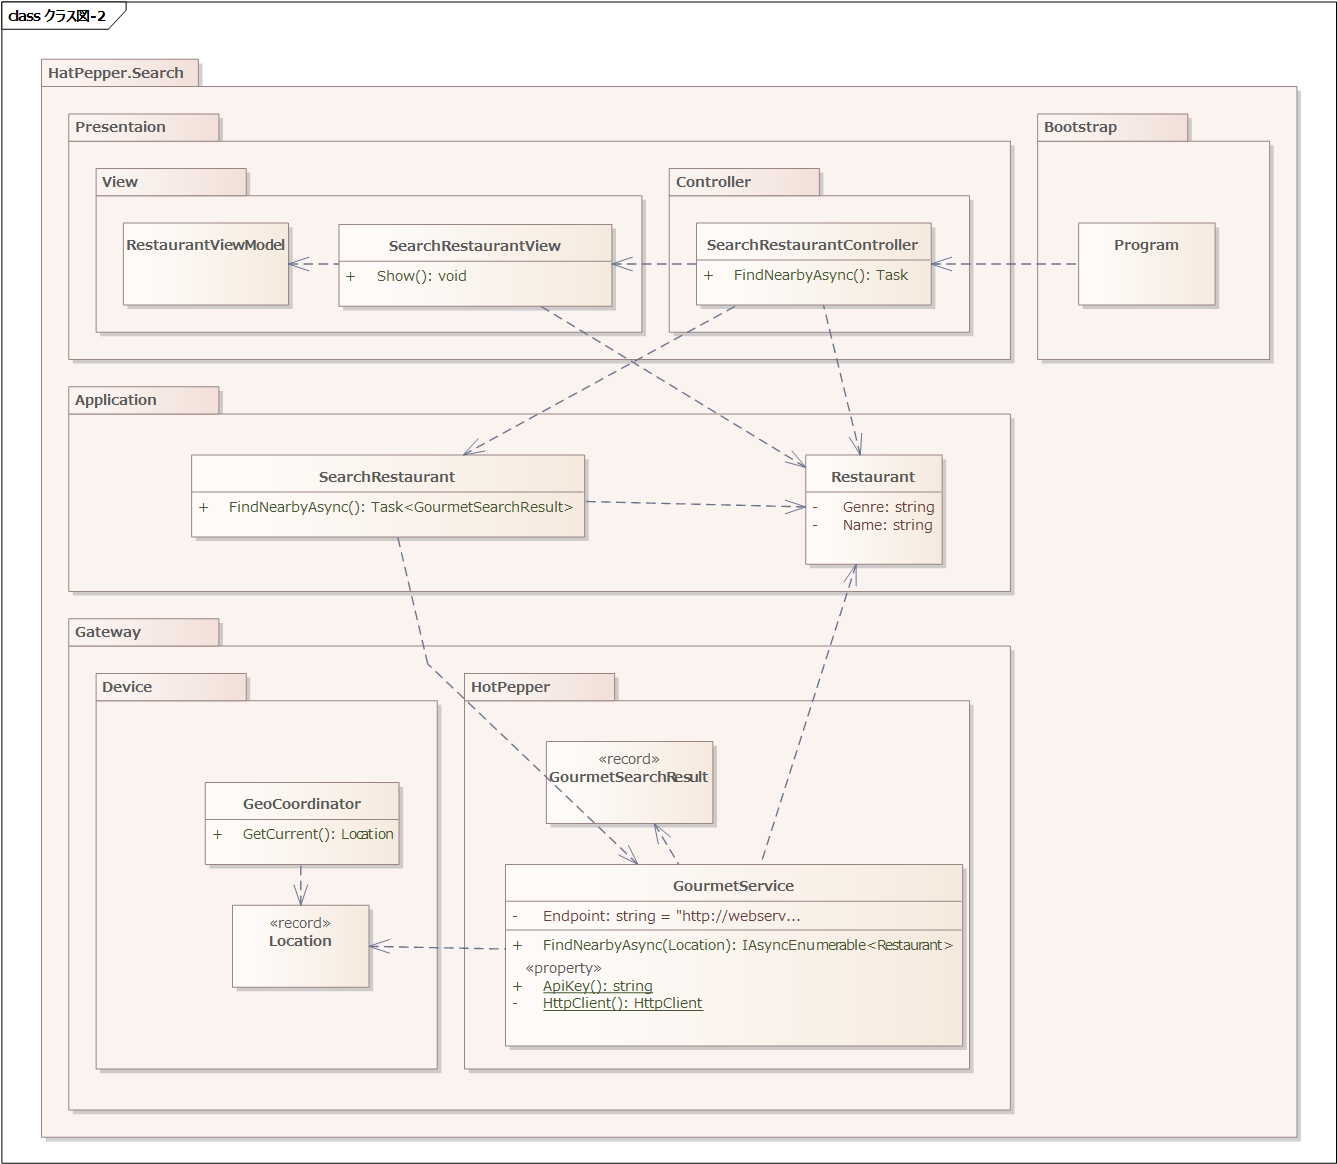 class クラス図-2
HatPepper.Search
Presentaion
Bootstrap
View
Controller
RestaurantViewModel
SearchRestaurantView
+ Show(): void
SearchRestaurantController
+ FindNearbyAsync(): Task
Program
Application
SearchRestaurant
+ FindNearbyAsync(): Task<GourmetSearchResult>
Restaurant
- Genre: string
- Name: string
Gateway
Device
HotPepper
«record»
GourmetSearchResult
GeoCoordinator
+ GetCurrent(): Location
«record»
Location
GourmetService
- Endpoint: string = "http://webserv...
+ FindNearbyAsync(Location): IAsyncEnumerable<Restaurant>
«property»
+ ApiKey(): string
- HttpClient(): HttpClient